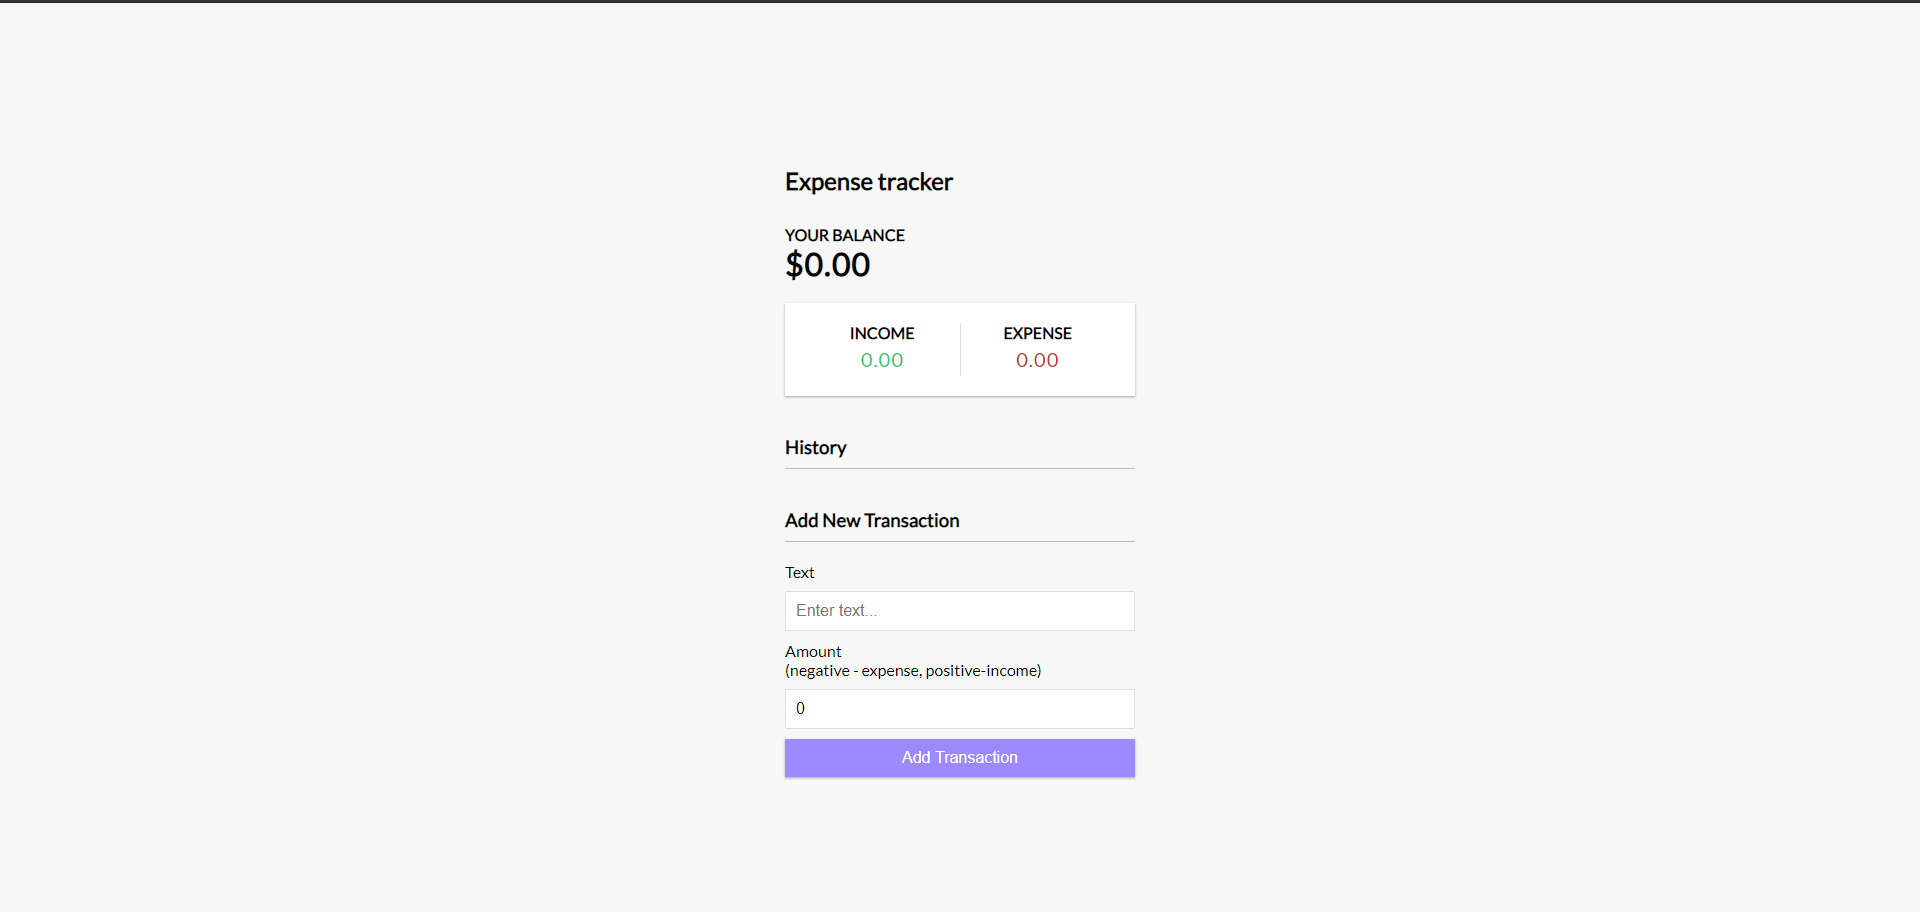 Expense tracker
YOUR BALANCE
$0.00
INCOME
EXPENSE
0.00
0.00
History
Add New Transaction
Text
Enter text...
Amount
(negative - expense, positive-income)
0
Add Transaction